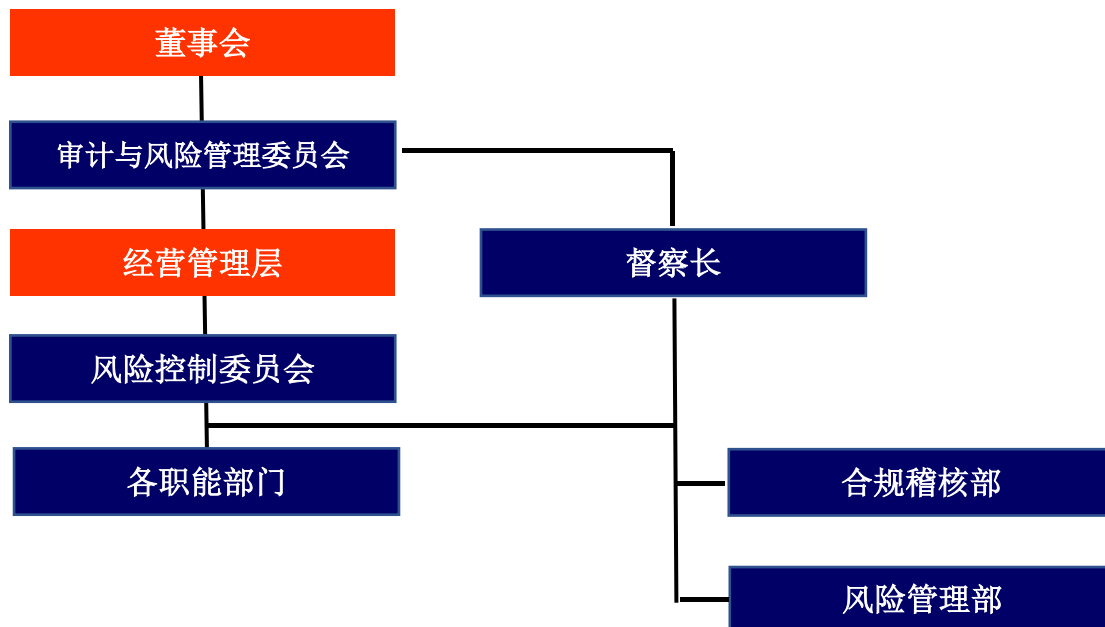 董事会
审计与风险管理委员会
经营管理层
督察长
风险控制委员会
各职能部门
合规稽核部
风险管理部